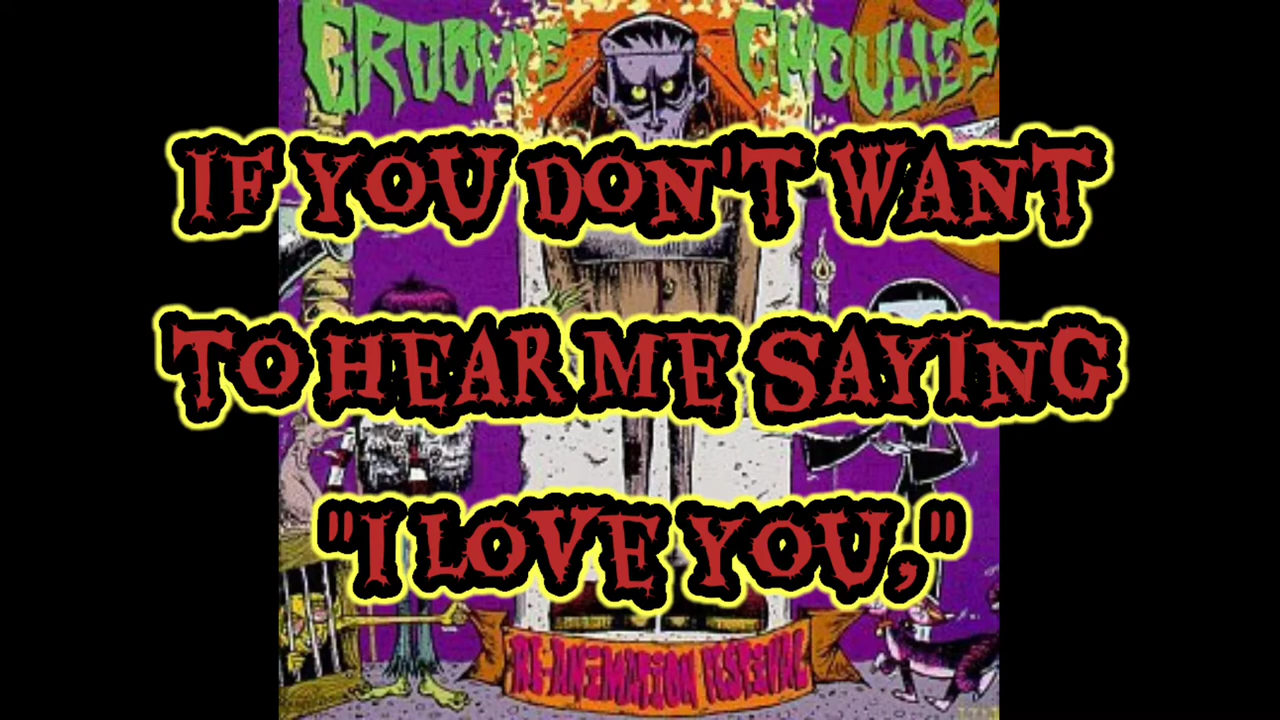 GROOVIE GHOULIES
IF YOU DON'T WANT
TO HEAR ME SAYING
"I LOVE YOU,"
RE-ANIMATION FESTIVAL